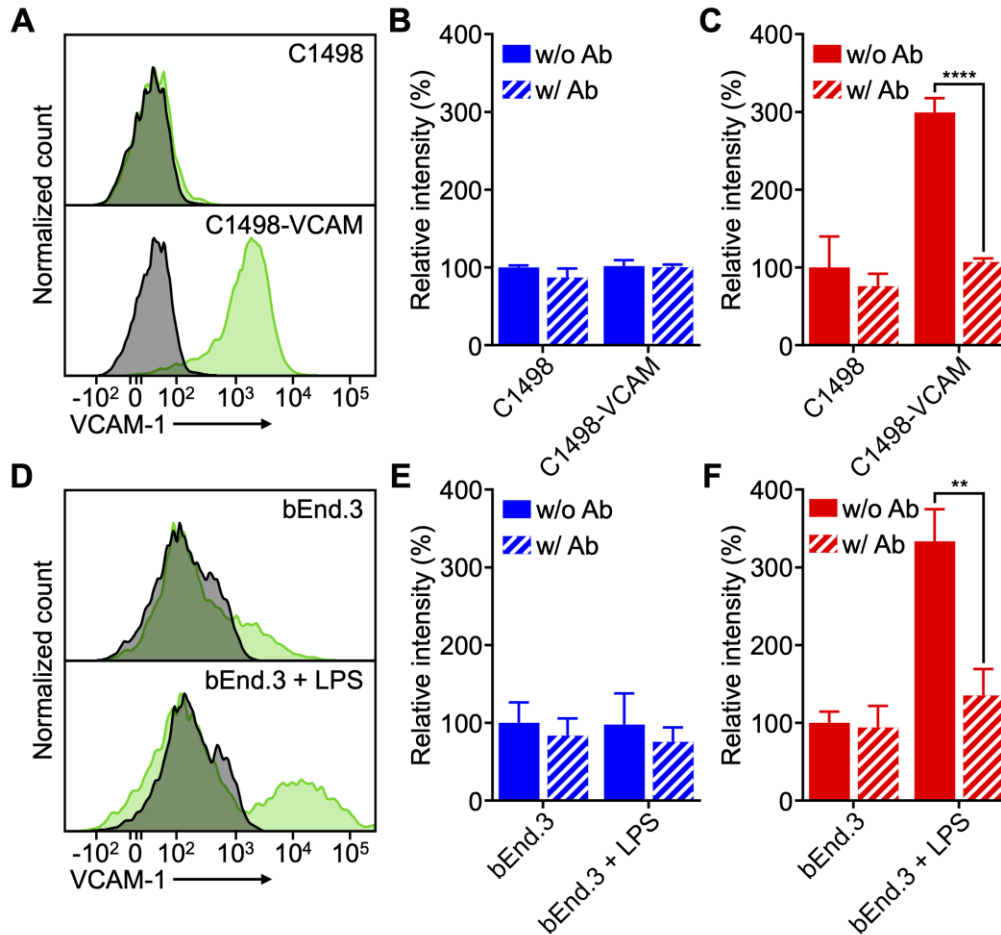 A
C1498
C1498-VCAM
Normalized count
-10² 0 10² 10³ 10⁴ 10⁵
VCAM-1
B
400
300
200
100
0
Relative intensity (%)
w/o Ab
w/ Ab
C1498
C1498-VCAM
C
400
300
200
100
0
Relative intensity (%)
w/o Ab
w/ Ab
****
C1498
C1498-VCAM
D
bEnd.3
bEnd.3 + LPS
Normalized count
-10² 0 10² 10³ 10⁴ 10⁵
VCAM-1
E
400
300
200
100
0
Relative intensity (%)
w/o Ab
w/ Ab
bEnd.3
bEnd.3 + LPS
F
400
300
200
100
0
Relative intensity (%)
w/o Ab
w/ Ab
**
bEnd.3
bEnd.3 + LPS